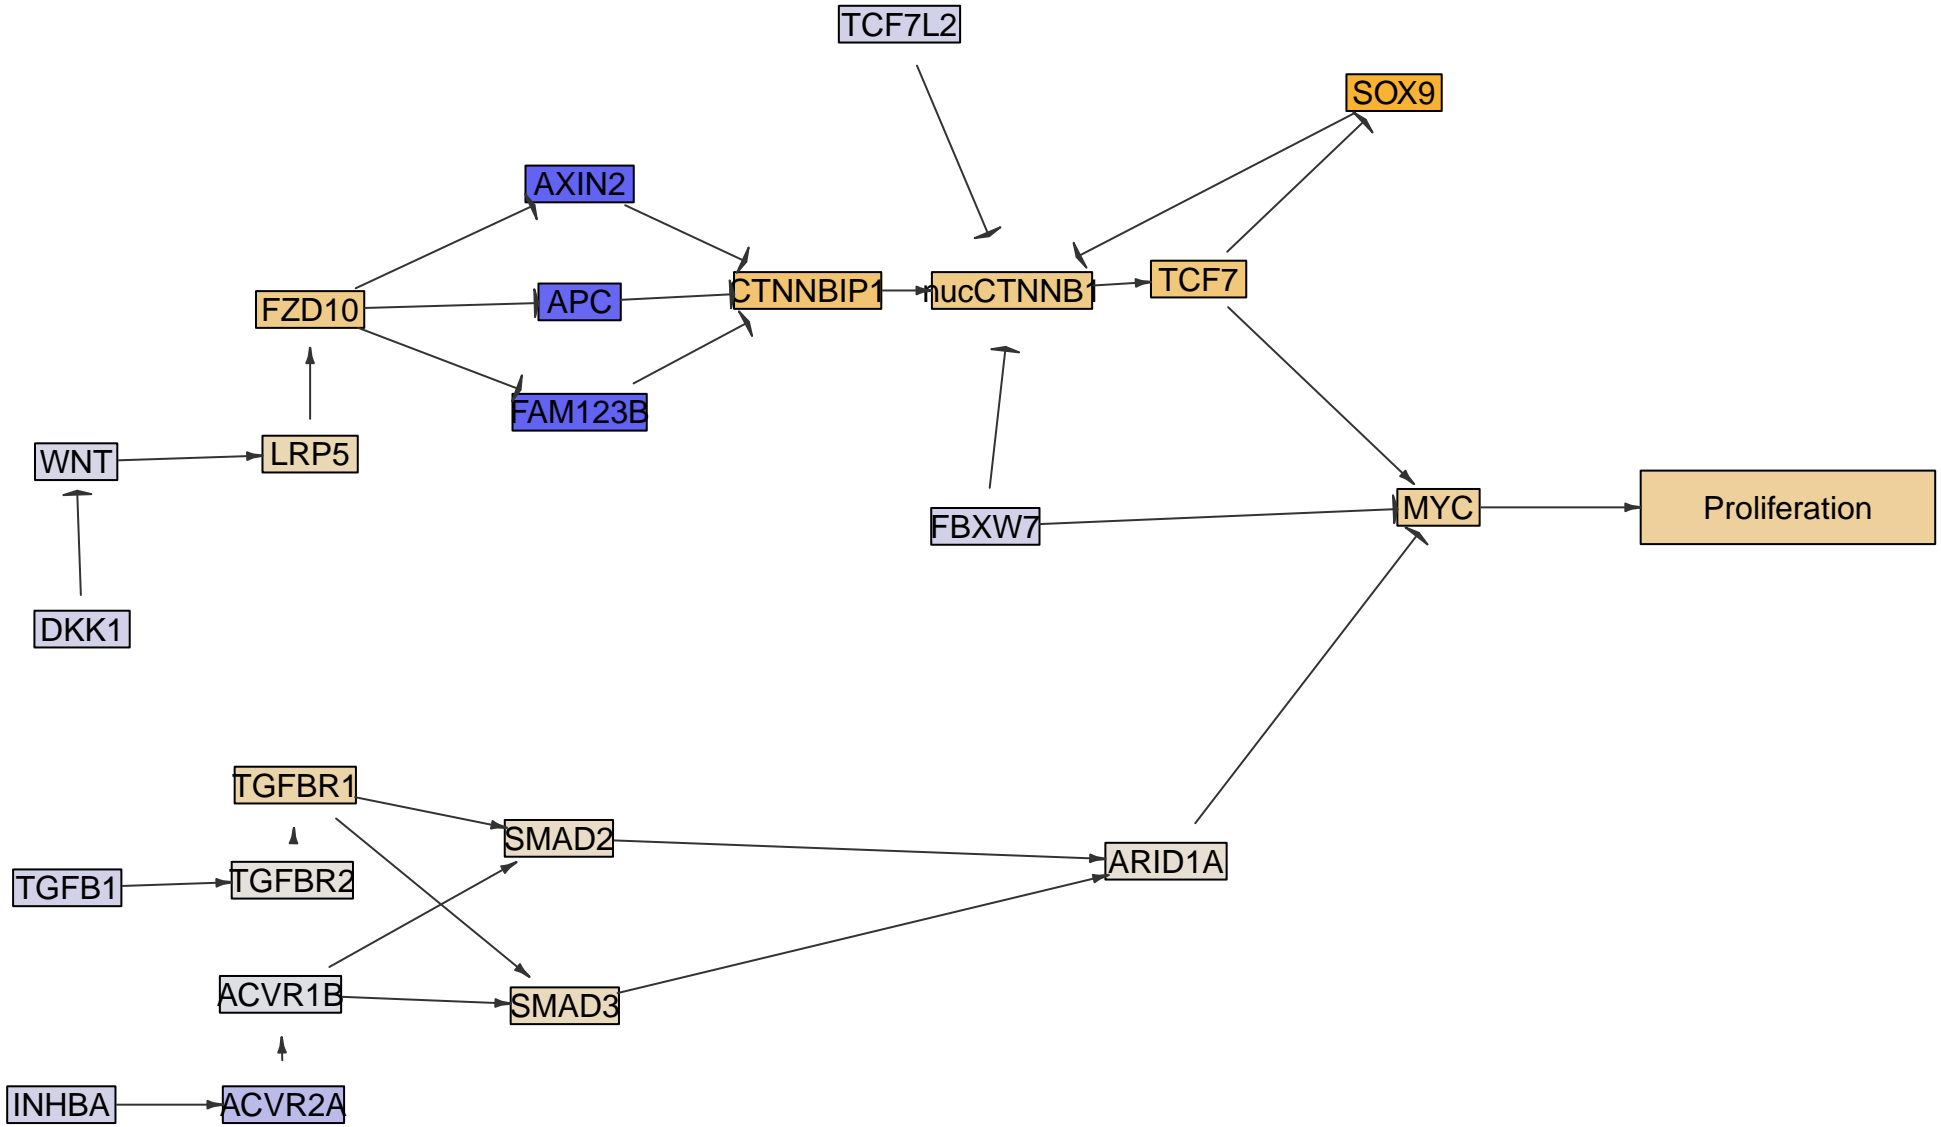 TCF7L2
SOX9
AXIN2
TCF7
CTNNBIP1
nucCTNNB1
APC
FZD10
FAM123B
LRP5
WNT
MYC
Proliferation
FBXW7
DKK1
TGFBR1
SMAD2
ARID1A
TGFBR2
TGFB1
ACVR1B
SMAD3
INHBA
ACVR2A